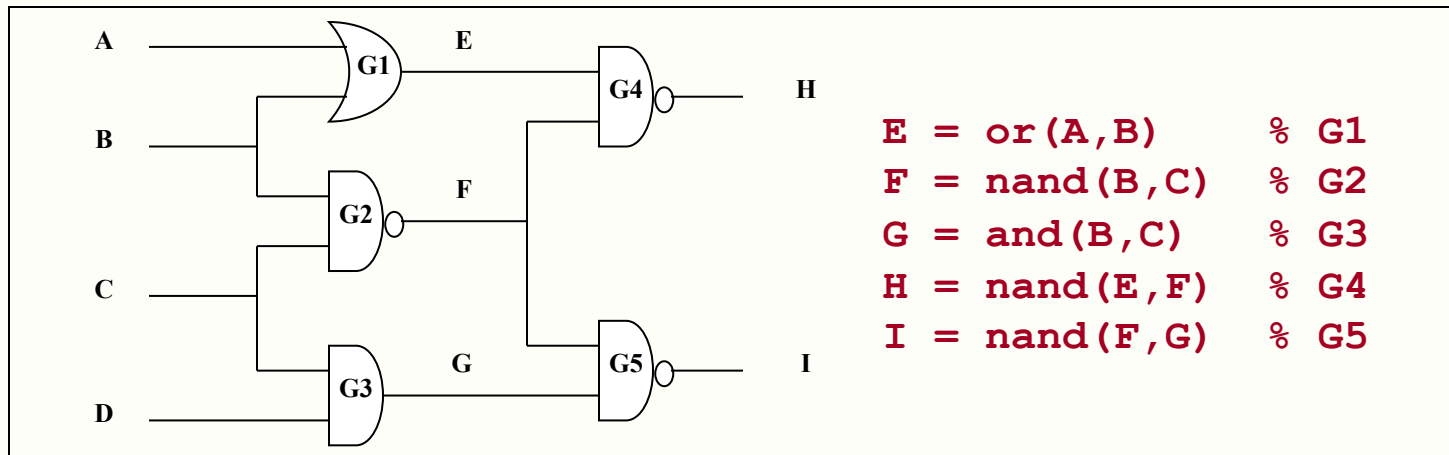 A
E
G1
G4
H
B
E = or(A,B) % G1
F = nand(B,C) % G2
G2
F
G = and(B,C) % G3
C
H = nand(E,F) % G4
I = nand(F,G) % G5
G
G3
G5
I
D